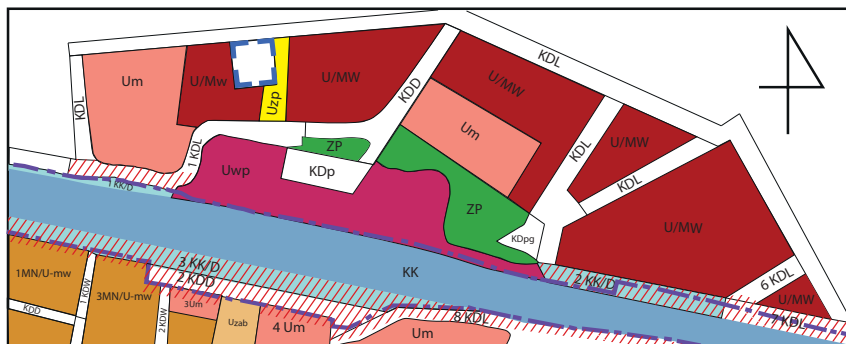 KDL
Um
U/Mw
Uzp
U/MW
KDD
KDL
U/MW
Um
KDL
U/MW
KDL
1 KDL
ZP
KDp
Uwp
1 KK/D
ZP
KDpg
U/MW
KK
3 KK/D
2 KDD
2 KK/D
6 KDL
U/MW
7 KDL
1MN/U-mw
1 KDW
3MN/U-mw
KDD
2 KDW
3Um
Uzab
4 Um
8 KDL
Um